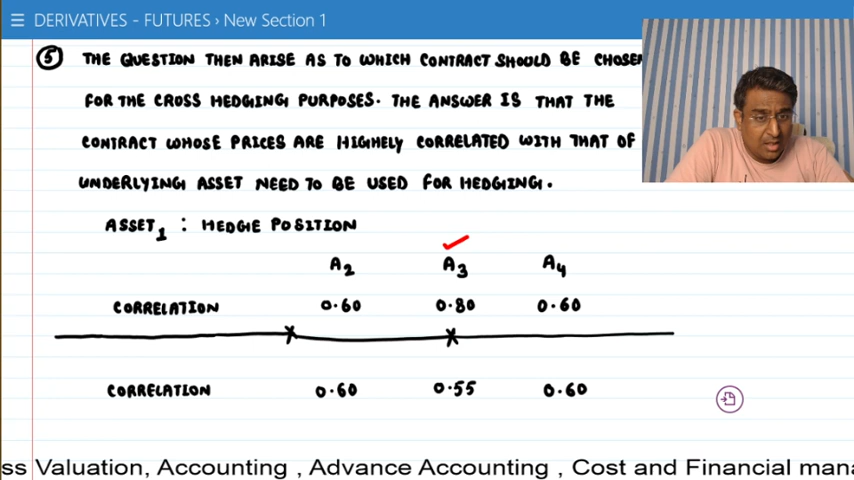 DERIVATIVES - FUTURES › New Section 1
5 THE QUESTION THEN ARISE AS TO WHICH CONTRACT SHOULD BE CHOSEN
FOR THE CROSS HEDGING PURPOSES. THE ANSWER IS THAT THE
CONTRACT WHOSE PRICES ARE HIGHELY CORRELATED WITH THAT OF
UNDERLYING ASSET NEED TO BE USED FOR HEDGING.
ASSET1 : HEDGE POSITION
A2 A3 A4
CORRELATION 0.60 0.80 0.60
CORRELATION 0.60 0.55 0.60
ss Valuation, Accounting , Advance Accounting , Cost and Financial mana